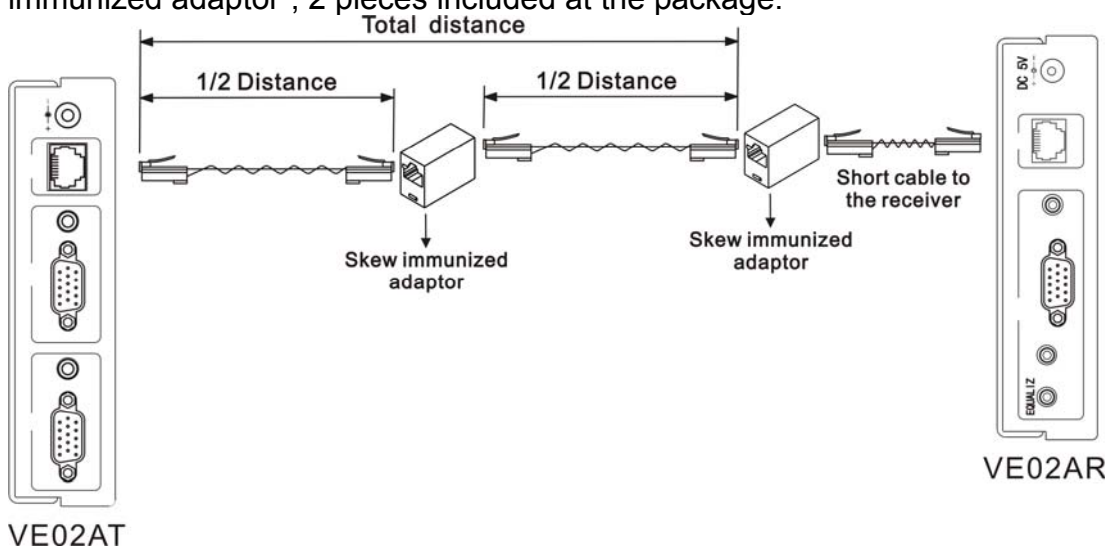 immunized adaptor , 2 pieces included at the package.
Total distance
1/2 Distance
1/2 Distance
DC 5V
Short cable to
the receiver
Skew immunized
adaptor
Skew immunized
adaptor
EQUALIZ
VE02AR
VE02AT